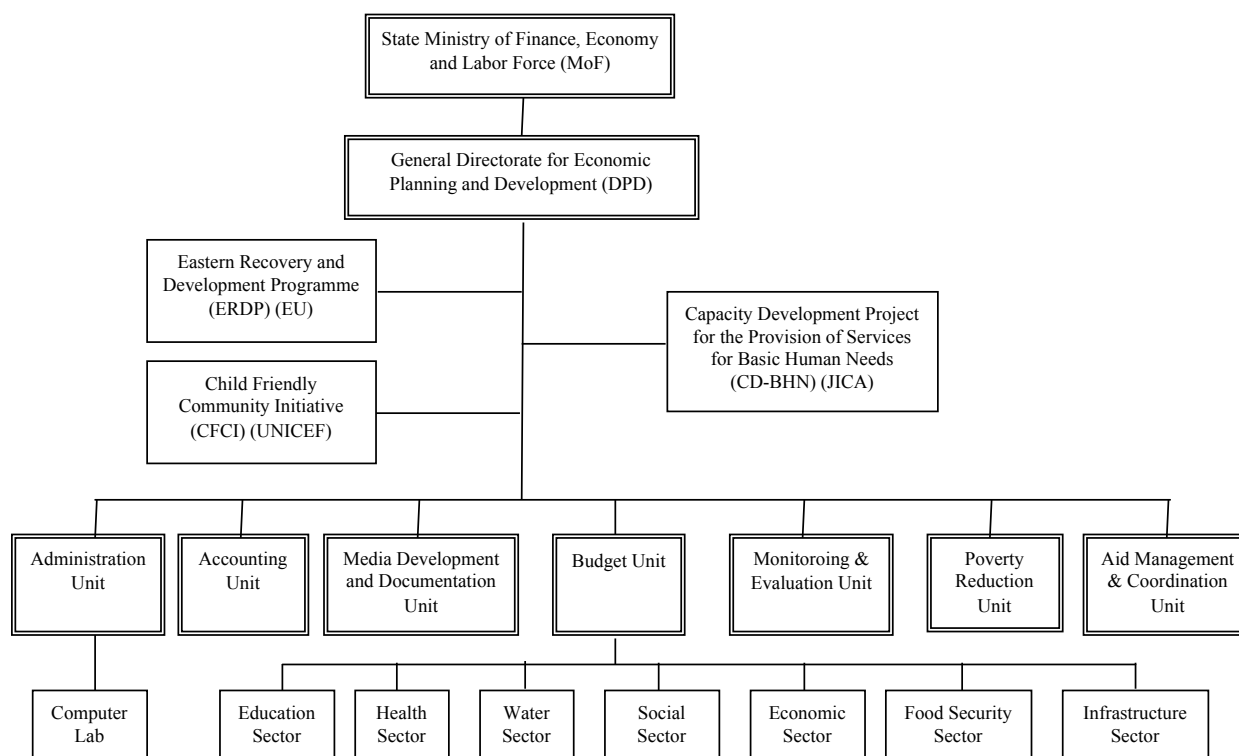 State Ministry of Finance, Economy
and Labor Force (MoF)
General Directorate for Economic
Planning and Development (DPD)
Eastern Recovery and
Development Programme
(ERDP) (EU)
Capacity Development Project
for the Provision of Services
for Basic Human Needs
(CD-BHN) (JICA)
Child Friendly
Community Initiative
(CFCI) (UNICEF)
Administration
Unit
Accounting
Unit
Media Development
and Documentation
Unit
Budget Unit
Monitoroing &
Evaluation Unit
Poverty
Reduction
Unit
Aid Management
& Coordination
Unit
Computer
Lab
Education
Sector
Health
Sector
Water
Sector
Social
Sector
Economic
Sector
Food Security
Sector
Infrastructure
Sector